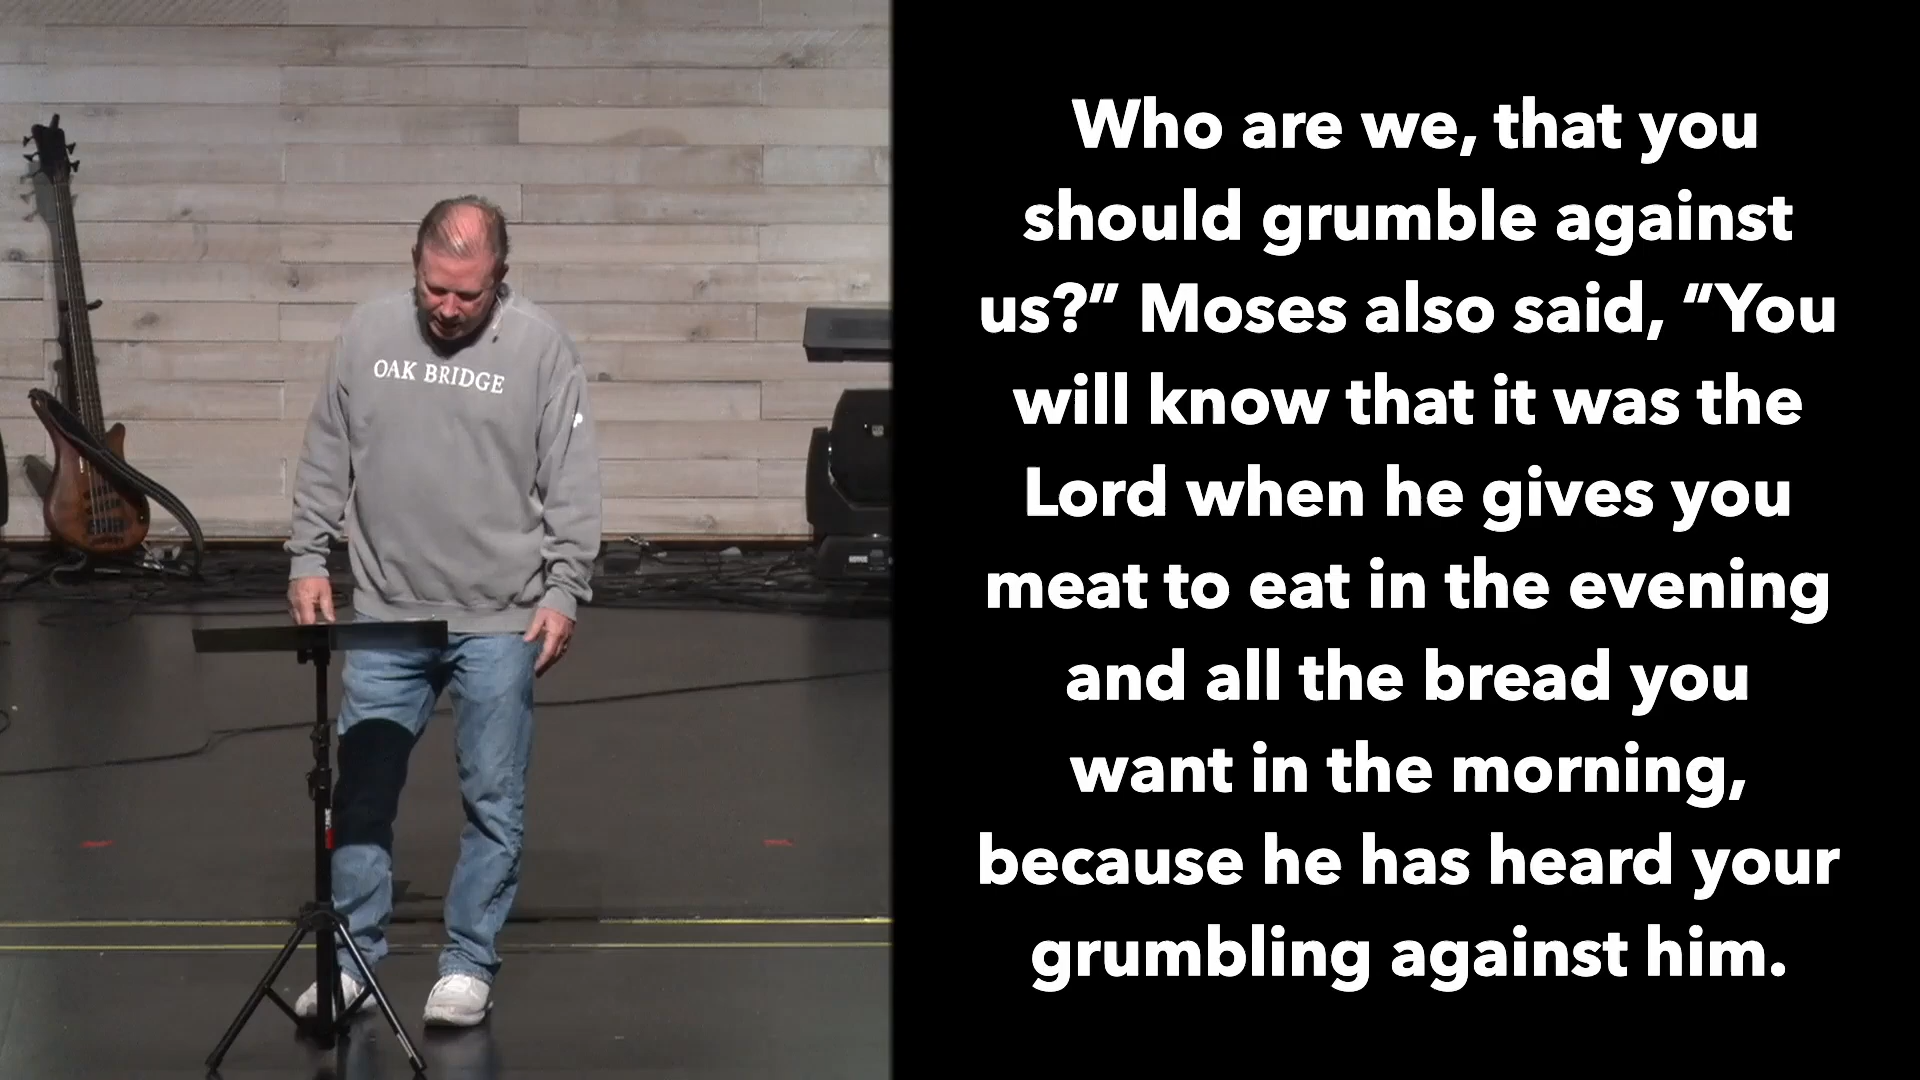 OAK BRIDGE
Who are we, that you
should grumble against
us?” Moses also said, “You
will know that it was the
Lord when he gives you
meat to eat in the evening
and all the bread you
want in the morning,
because he has heard your
grumbling against him.